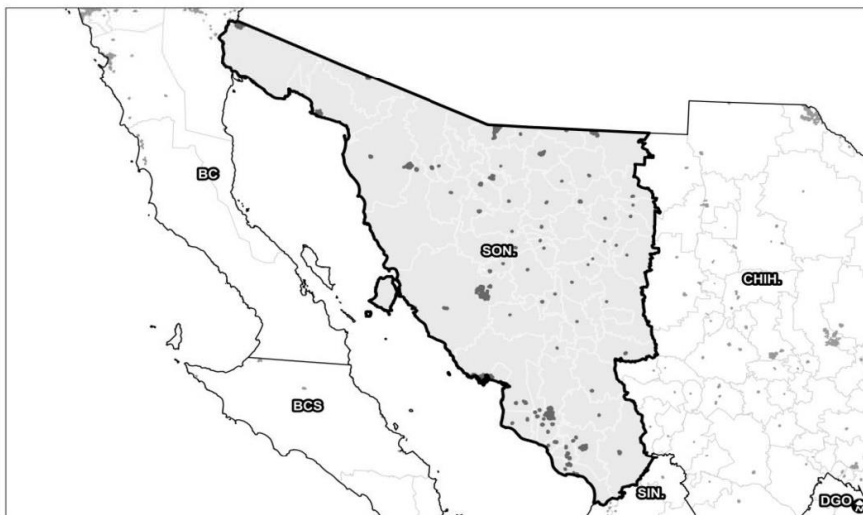 BC
SON.
CHIH.
BCS
SIN.
DGO